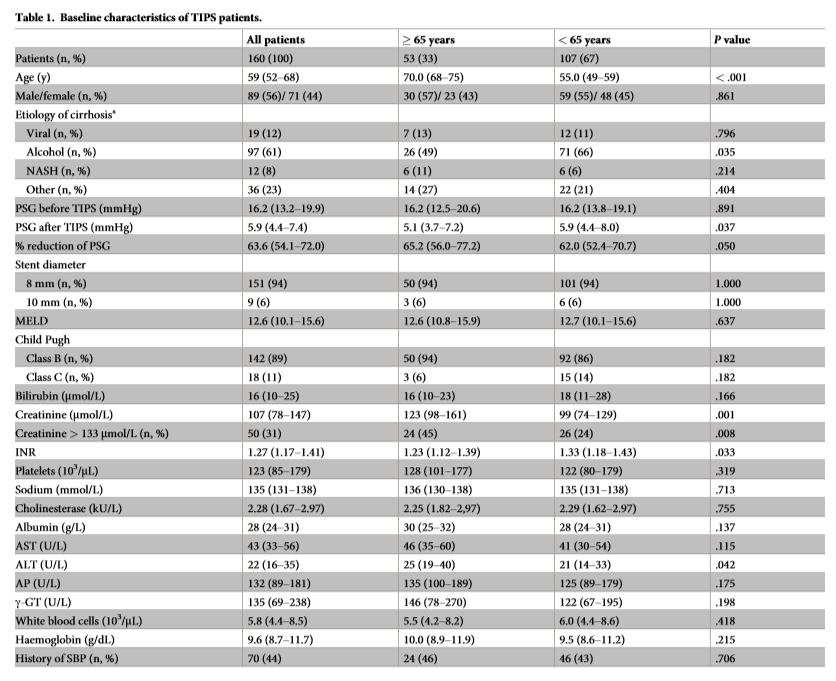 Table 1. Baseline characteristics of TIPS patients.
All patients ≥ 65 years < 65 years P value
Patients (n, %) 160 (100) 53 (33) 107 (67)
Age (y) 59 (52–68) 70.0 (68–75) 55.0 (49–59) < .001
Male/female (n, %) 89 (56)/ 71 (44) 30 (57)/ 23 (43) 59 (55)/ 48 (45) .861
Etiology of cirrhosis*
Viral (n, %) 19 (12) 7 (13) 12 (11) .796
Alcohol (n, %) 97 (61) 26 (49) 71 (66) .035
NASH (n, %) 12 (8) 6 (11) 6 (6) .214
Other (n, %) 36 (23) 14 (27) 22 (21) .404
PSG before TIPS (mmHg) 16.2 (13.2–19.9) 16.2 (12.5–20.6) 16.2 (13.8–19.1) .891
PSG after TIPS (mmHg) 5.9 (4.4–7.4) 5.1 (3.7–7.2) 5.9 (4.4–8.0) .037
% reduction of PSG 63.6 (54.1–72.0) 65.2 (56.0–77.2) 62.0 (52.4–70.7) .050
Stent diameter
8 mm (n, %) 151 (94) 50 (94) 101 (94) 1.000
10 mm (n, %) 9 (6) 3 (6) 6 (6) 1.000
MELD 12.6 (10.1–15.6) 12.6 (10.8–15.9) 12.7 (10.1–15.6) .637
Child Pugh
Class B (n, %) 142 (89) 50 (94) 92 (86) .182
Class C (n, %) 18 (11) 3 (6) 15 (14) .182
Bilirubin (μmol/L) 16 (10–25) 16 (10–23) 18 (11–28) .166
Creatinine (μmol/L) 107 (78–147) 123 (98–161) 99 (74–129) .001
Creatinine > 133 μmol/L (n, %) 50 (31) 24 (45) 26 (24) .008
INR 1.27 (1.17–1.41) 1.23 (1.12–1.39) 1.33 (1.18–1.43) .033
Platelets (10³/μL) 123 (85–179) 128 (101–177) 122 (80–179) .319
Sodium (mmol/L) 135 (131–138) 136 (130–138) 135 (131–138) .713
Cholinesterase (kU/L) 2.28 (1.67–2.97) 2.25 (1.82–2,97) 2.29 (1.62–2.97) .755
Albumin (g/L) 28 (24–31) 30 (25–32) 28 (24–31) .137
AST (U/L) 43 (33–56) 46 (35–60) 41 (30–54) .115
ALT (U/L) 22 (16–35) 25 (19–40) 21 (14–33) .042
AP (U/L) 132 (89–181) 135 (100–189) 125 (89–179) .175
γ-GT (U/L) 135 (69–238) 146 (78–270) 122 (67–195) .198
White blood cells (10³/μL) 5.8 (4.4–8.5) 5.5 (4.2–8.2) 6.0 (4.4–8.6) .418
Haemoglobin (g/dL) 9.6 (8.7–11.7) 10.0 (8.9–11.9) 9.5 (8.6–11.2) .215
History of SBP (n, %) 70 (44) 24 (46) 46 (43) .706